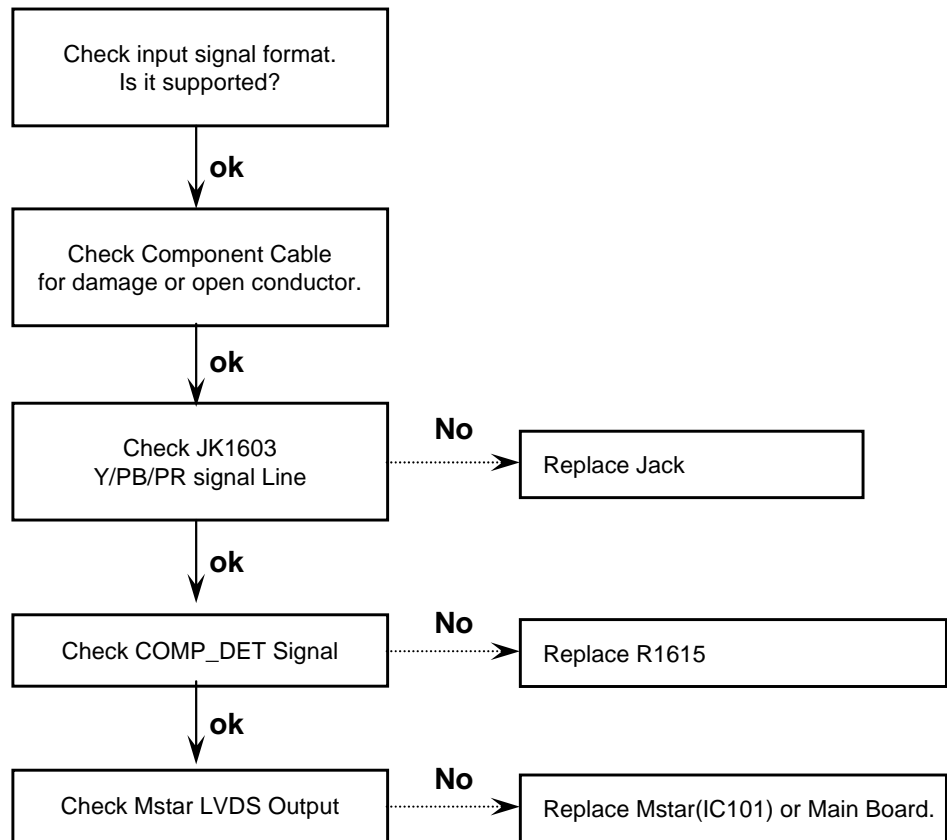 Check input signal format.
Is it supported?
ok
Check Component Cable
for damage or open conductor.
ok
Check JK1603
Y/PB/PR signal Line
No
Replace Jack
ok
Check COMP_DET Signal
No
Replace R1615
ok
Check Mstar LVDS Output
No
Replace Mstar(IC101) or Main Board.